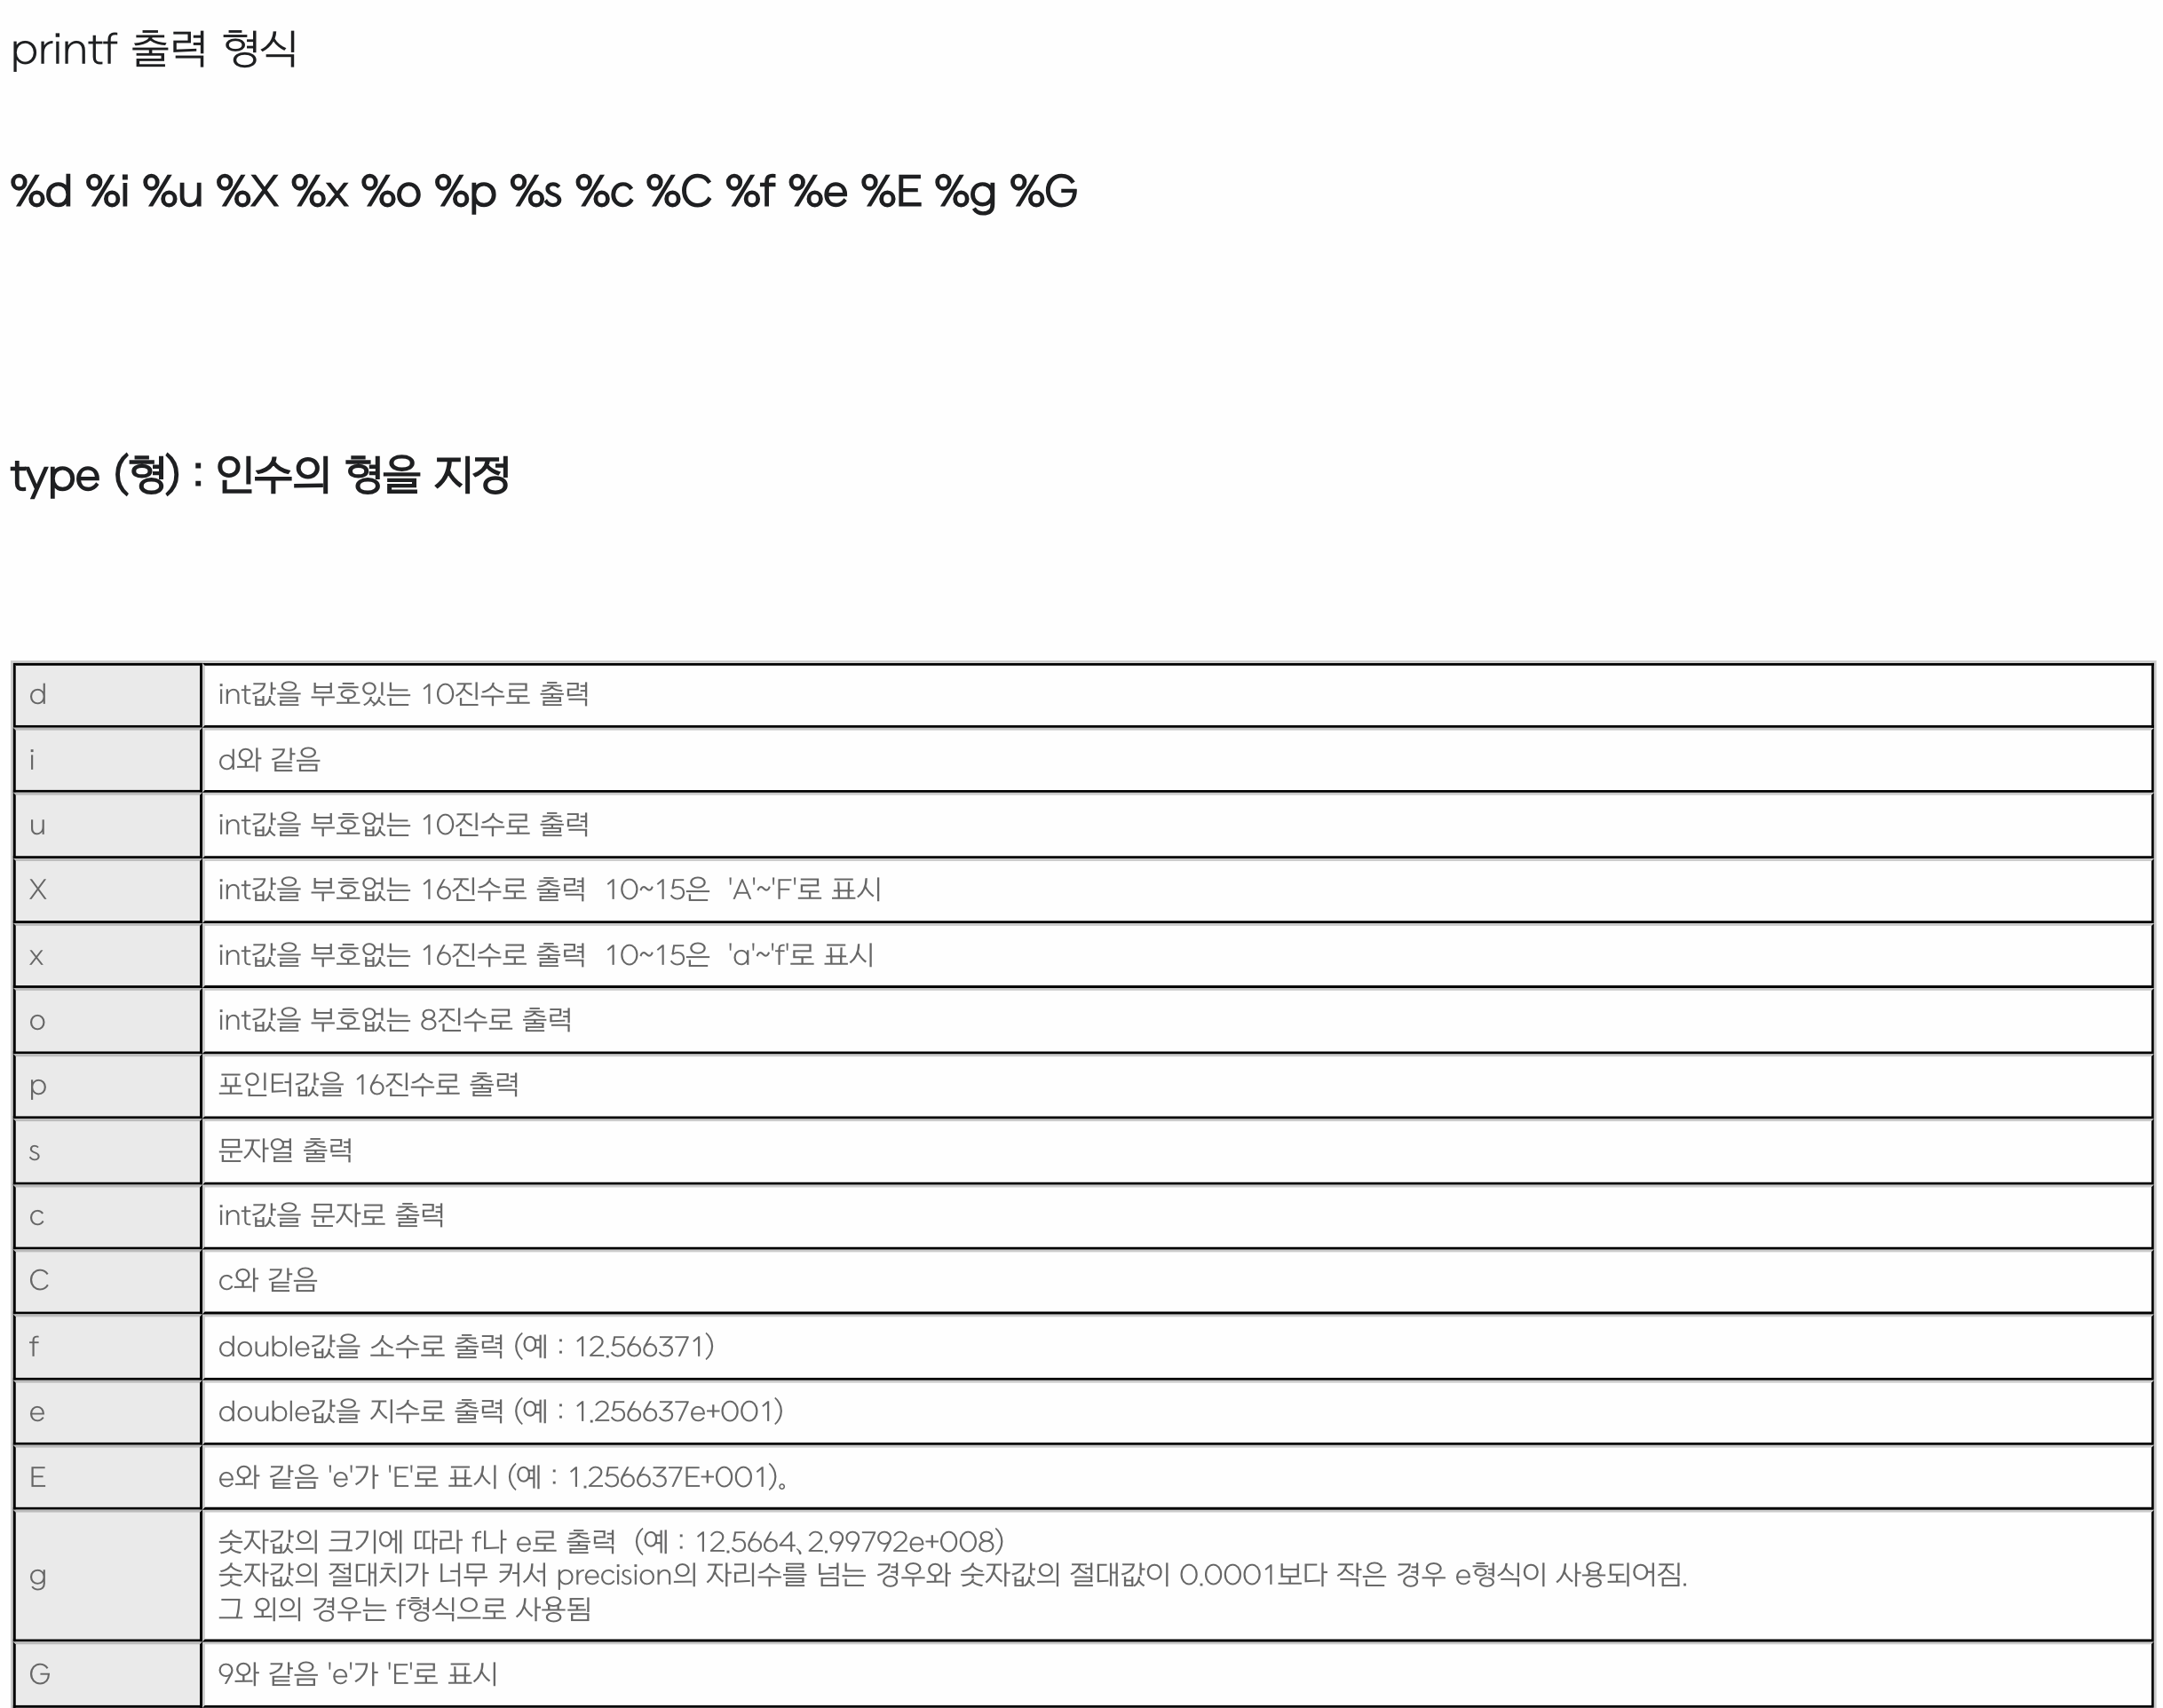 printf 출력 형식
%d %i %u %X %x %o %p %s %c %C %f %e %E %g %G
type (형) : 인수의 형을 지정
d int값을 부호있는 10진수로 출력
i d와 같음
u int값을 부호없는 10진수로 출력
X int값을 부호없는 16진수로 출력 10~15은 'A'~'F'로 표시
x int값을 부호없는 16진수로 출력 10~15은 'a'~'f'로 표시
o int값을 부호없는 8진수로 출력
p 포인터값을 16진수로 출력
s 문자열 출력
c int값을 문자로 출력
C c와 같음
f double값을 소수로 출력 (예 : 12.566371)
e double값을 지수로 출력 (예 : 1.256637e+001)
E e와 같음 'e'가 'E'로 표시 (예 : 1.256637E+001)。
g 숫자값의 크기에 따라 f나 e로 출력 (예 : 12.5664, 2.99792e+008)
숫자값의 절대치가 너무 커서 precision의 자리수를 넘는 경우와 숫자값의 절대값이 0.0001보다 작은 경우 e형식이 사용되어짐.
그 외의 경우는 f형식으로 사용됨
G 9와 같음 'e'가 'E'로 표시